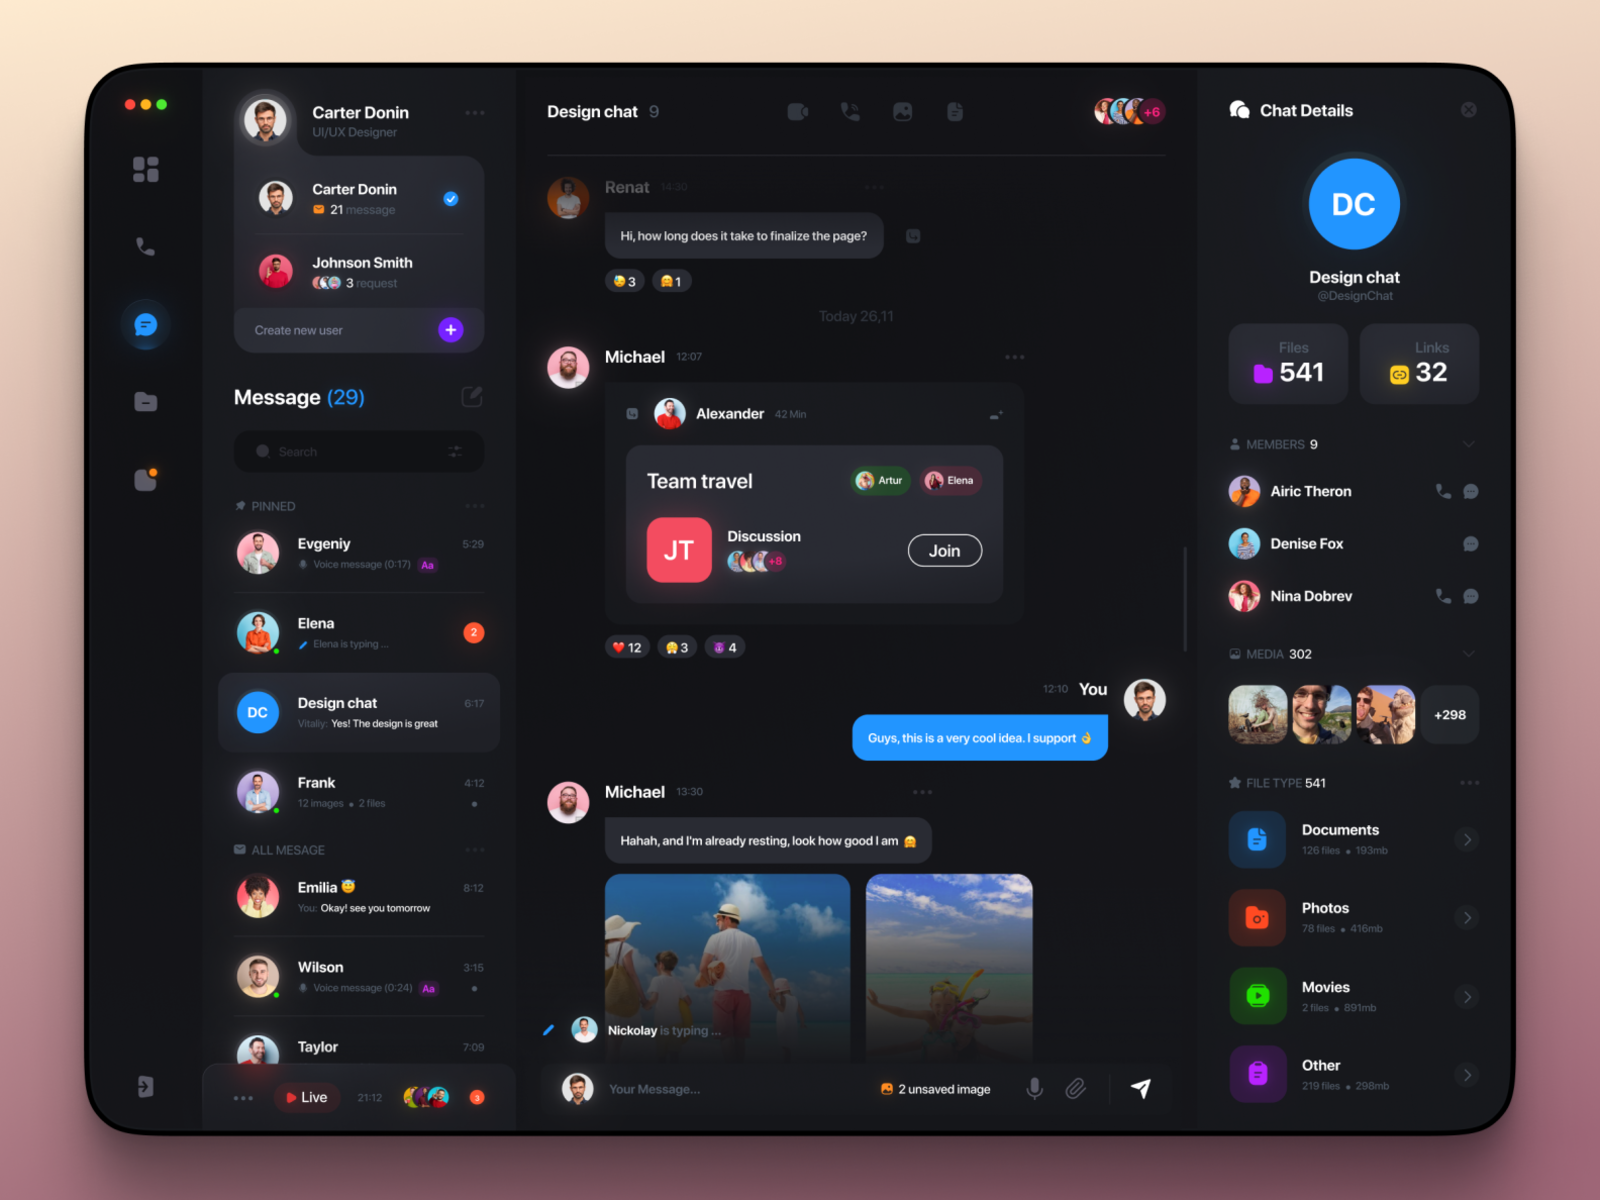 Carter Donin
UI/UX Designer
Carter Donin
21 message
Johnson Smith
3 request
Create new user
Message (29)
Search
PINNED
Evgeniy 5:29
Voice message (0:17) Aa
Elena
Elena is typing ... 2
DC
Design chat 6:17
Vitaliy: Yes! The design is great
Frank 4:12
12 images • 2 files
ALL MESAGE
Emilia 😇 8:12
You: Okay! see you tomorrow
Wilson 3:15
Voice message (0:24) Aa
Taylor 7:09
Live 21:12 3
Design chat 9
+6
Renat 14:30
Hi, how long does it take to finalize the page?
😥 3 🤗 1
Today 26,11
Michael 12:07
Alexander 42 Min
Team travel Artur Elena
JT
Discussion
+8
Join
❤️ 12 😤 3 😈 4
12:10 You
Guys, this is a very cool idea. I support 👌
Michael 13:30
Hahah, and I'm already resting, look how good I am 🤗
Nickolay is typing ...
Your Message...
2 unsaved image
Chat Details
DC
Design chat
@DesignChat
Files
541
Links
32
MEMBERS 9
Airic Theron
Denise Fox
Nina Dobrev
MEDIA 302
+298
FILE TYPE 541
Documents
126 files • 193mb
Photos
78 files • 416mb
Movies
2 files • 891mb
Other
219 files • 298mb